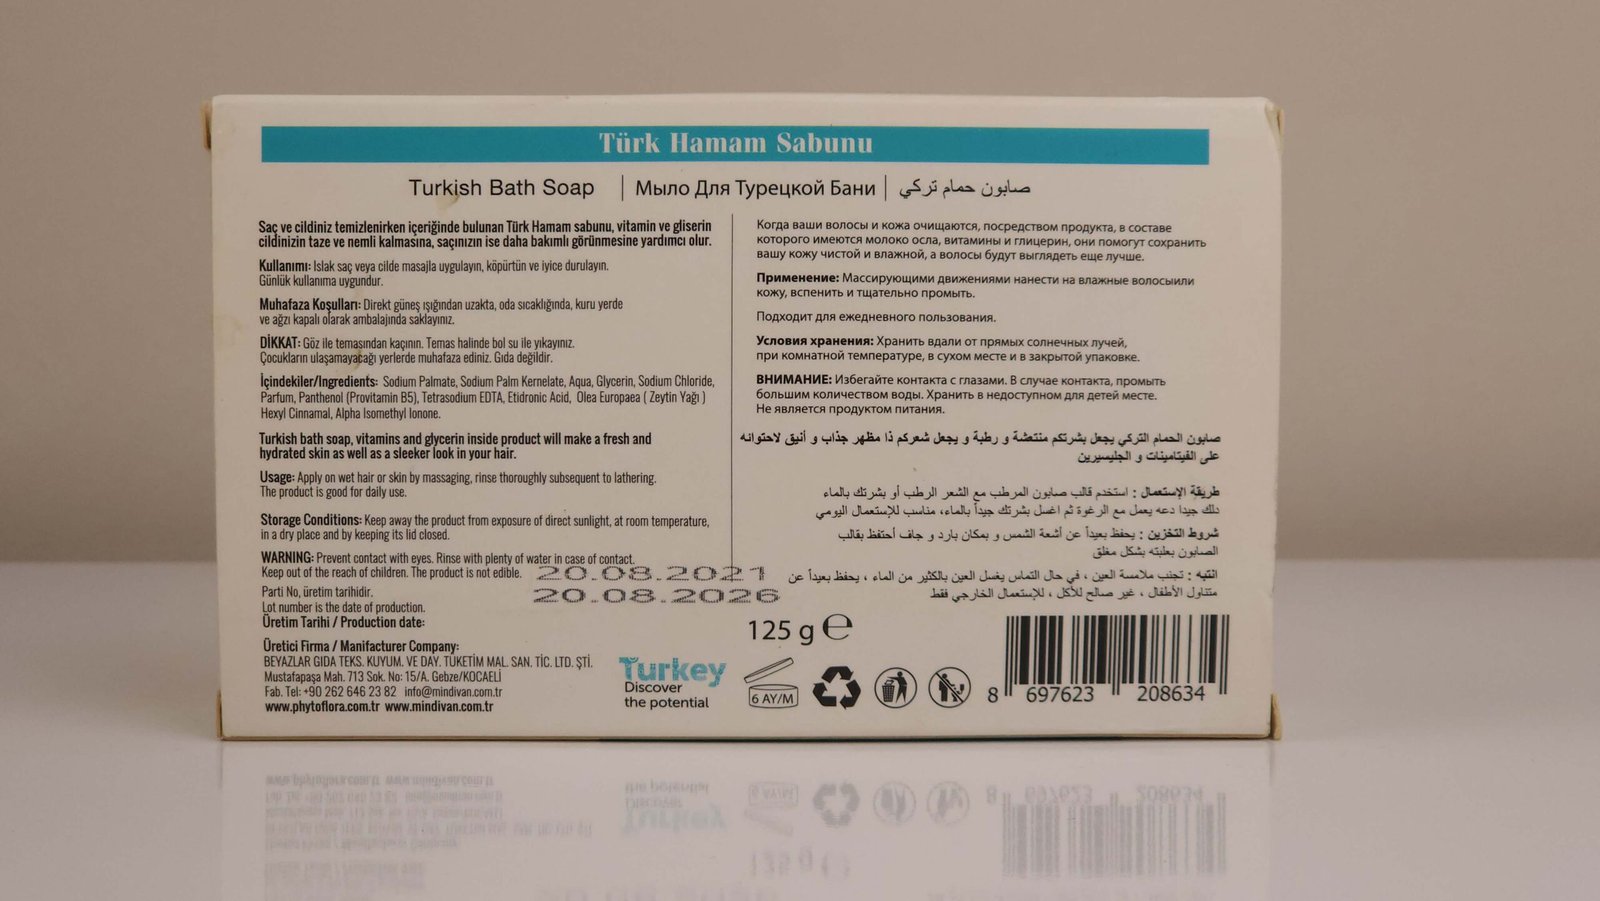 Türk Hamam Sabunu
Turkish Bath Soap | Мыло Для Турецкой Бани | صابون حمام تركي
Saç ve cildiniz temizlenirken içeriğinde bulunan Türk Hamam sabunu, vitamin ve gliserin
cildinizin taze ve nemli kalmasına, saçınızın ise daha bakımlı görünmesine yardımcı olur.
Kullanımı: Islak saç veya cilde masajla uygulayın, köpürtün ve iyice durulayın.
Günlük kullanıma uygundur.
Muhafaza Koşulları: Direkt güneş ışığından uzakta, oda sıcaklığında, kuru yerde
ve ağzı kapalı olarak ambalajında saklayınız.
DİKKAT: Göz ile temasından kaçının. Temas halinde bol su ile yıkayınız.
Çocukların ulaşamayacağı yerlerde muhafaza ediniz. Gıda değildir.
İçindekiler/Ingredients: Sodium Palmate, Sodium Palm Kernelate, Aqua, Glycerin, Sodium Chloride,
Parfum, Panthenol (Provitamin B5), Tetrasodium EDTA, Etidronic Acid, Olea Europaea ( Zeytin Yağı )
Hexyl Cinnamal, Alpha Isomethyl Ionone.
Turkish bath soap, vitamins and glycerin inside product will make a fresh and
hydrated skin as well as a sleeker look in your hair.
Usage: Apply on wet hair or skin by massaging, rinse thoroughly subsequent to lathering.
The product is good for daily use.
Storage Conditions: Keep away the product from exposure of direct sunlight, at room temperature,
in a dry place and by keeping its lid closed.
WARNING: Prevent contact with eyes. Rinse with plenty of water in case of contact.
Keep out of the reach of children. The product is not edible.
Parti No, üretim tarihidir.
Lot number is the date of production.
Üretim Tarihi / Production date:
20.08.2021
20.08.2026
Üretici Firma / Manifacturer Company:
BEYAZLAR GIDA TEKS. KUYUM. VE DAY. TUKETİM MAL. SAN. TİC. LTD. ŞTİ.
Mustafapaşa Mah. 713 Sok. No: 15/A. Gebze/KOCAELİ
Fab. Tel: +90 262 646 23 82 info@mindivan.com.tr
www.phytoflora.com.tr www.mindivan.com.tr
Когда ваши волосы и кожа очищаются, посредством продукта, в составе
которого имеются молоко осла, витамины и глицерин, они помогут сохранить
вашу кожу чистой и влажной, а волосы будут выглядеть еще лучше.
Применение: Массирующими движениями нанести на влажные волосыили
кожу, вспенить и тщательно промыть.
Подходит для ежедневного пользования.
Условия хранения: Хранить вдали от прямых солнечных лучей,
при комнатной температуре, в сухом месте и в закрытой упаковке.
ВНИМАНИЕ: Избегайте контакта с глазами. В случае контакта, промыть
большим количеством воды. Хранить в недоступном для детей месте.
Не является продуктом питания.
صابون الحمام التركي يجعل بشرتكم منتعشة و رطبة و يجعل شعركم ذا مظهر جذاب و أنيق لاحتوانه
على الفيتامينات و الجليسيرين
طريقة الإستعمال : استخدم قالب صابون المرطب مع الشعر الرطب أو بشرتك بالماء
دلك جيدا دعه يعمل مع الرغوة ثم اغسل بشرتك جيداً بالماء، مناسب للإستعمال اليومي
شروط التخزين : يحفظ بعيداً عن أشعة الشمس و بمكان بارد و جاف أحتفظ بقالب
الصابون بعلبته بشكل مغلق
انتبه : تجنب ملامسة العين ، في حال التماس يغسل العين بالكثير من الماء ، يحفظ بعيداً عن
متناول الأطفال ، غير صالح للأكل ، للإستعمال الخارجي فقط
125 g ℮
Turkey
Discover
the potential
6 AY/M
8 697623 208634